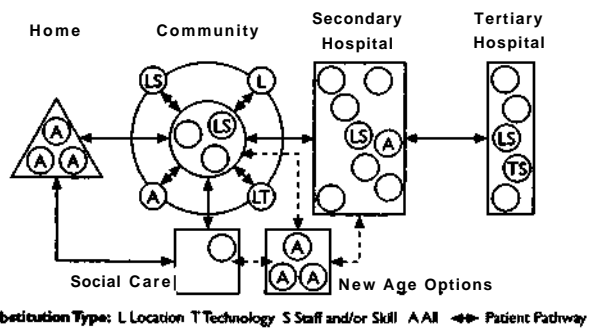 Home Community Secondary Hospital Tertiary Hospital
LS L
LS
A
A A
LS A
LS
TS
A LT
A
A A
Social Care New Age Options
bstitution Type: L Location T Technology S Staff and/or Skill A All Patient Pathway